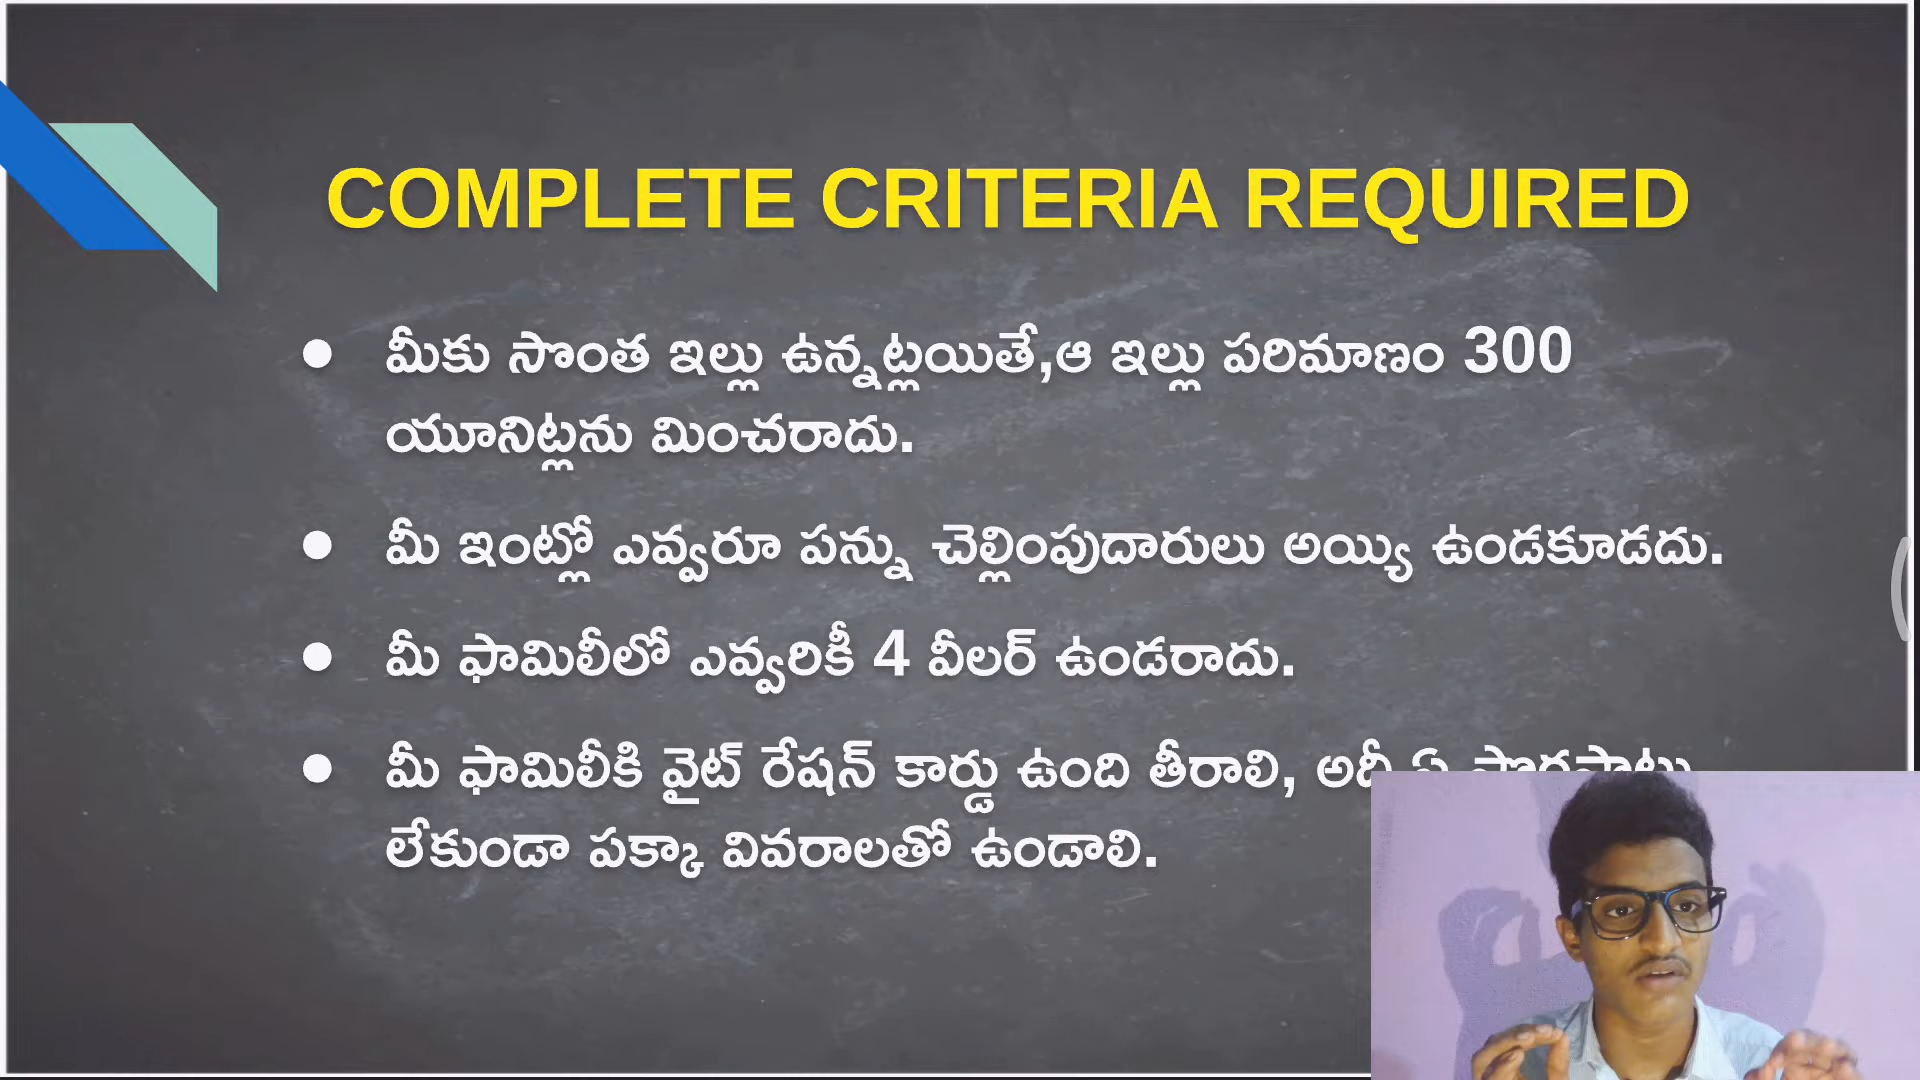 COMPLETE CRITERIA REQUIRED
● మీకు సొంత ఇల్లు ఉన్నట్లయితే,ఆ ఇల్లు పరిమాణం 300
యూనిట్లను మించరాదు.
● మీ ఇంట్లో ఎవ్వరూ పన్ను చెల్లింపుదారులు అయ్యి ఉండకూడదు.
● మీ ఫామిలీలో ఎవ్వరికీ 4 వీలర్ ఉండరాదు.
● మీ ఫామిలీకి వైట్ రేషన్ కార్డు ఉంది తీరాలి,
లేకుండా పక్కా వివరాలతో ఉండాలి.